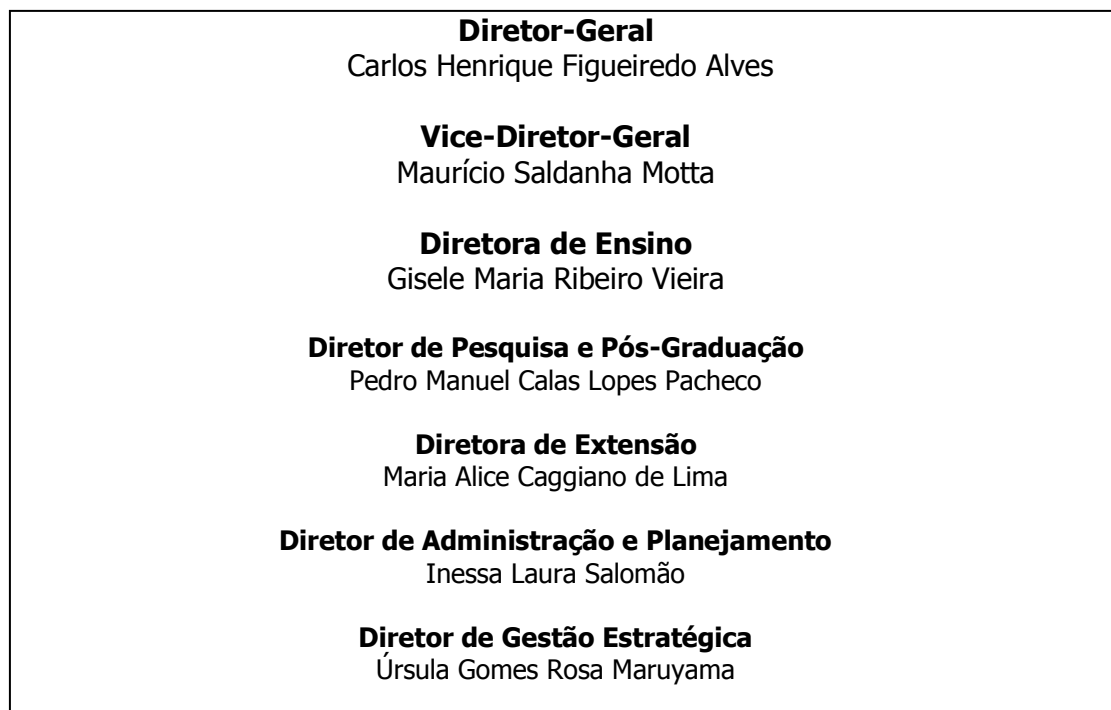 Diretor-Geral
Carlos Henrique Figueiredo Alves
Vice-Diretor-Geral
Maurício Saldanha Motta
Diretora de Ensino
Gisele Maria Ribeiro Vieira
Diretor de Pesquisa e Pós-Graduação
Pedro Manuel Calas Lopes Pacheco
Diretora de Extensão
Maria Alice Caggiano de Lima
Diretor de Administração e Planejamento
Inessa Laura Salomão
Diretor de Gestão Estratégica
Úrsula Gomes Rosa Maruyama